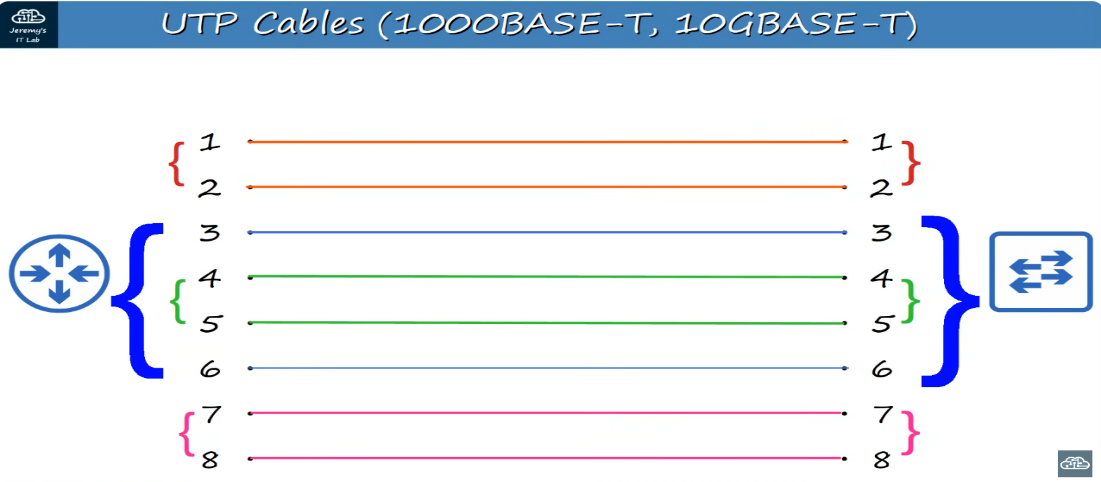 Jeremy's
IT Lab
UTP Cables (1000BASE-T, 10GBASE-T)
1 1
2 2
3 3
4 4
5 5
6 6
7 7
8 8